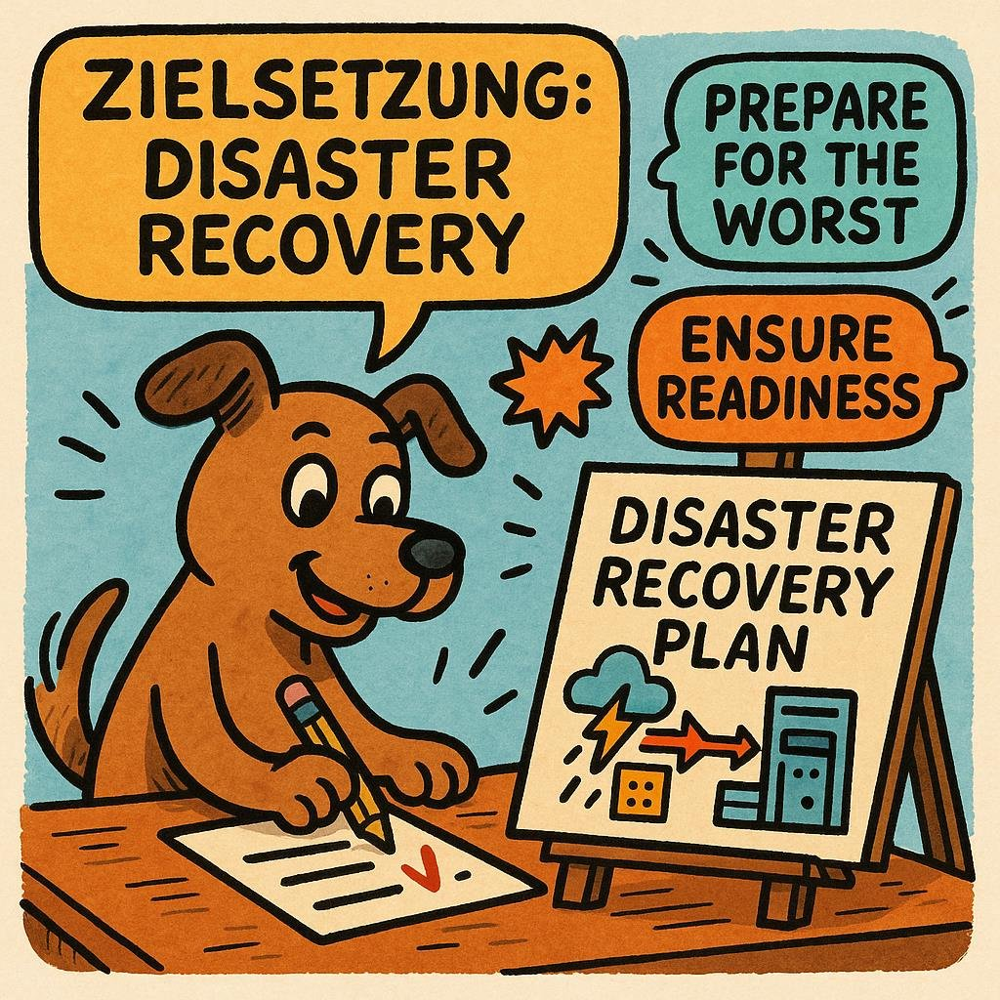 ZIELSETZUNG:
DISASTER
RECOVERY
PREPARE
FOR THE
WORST
ENSURE
READINESS
DISASTER
RECOVERY
PLAN